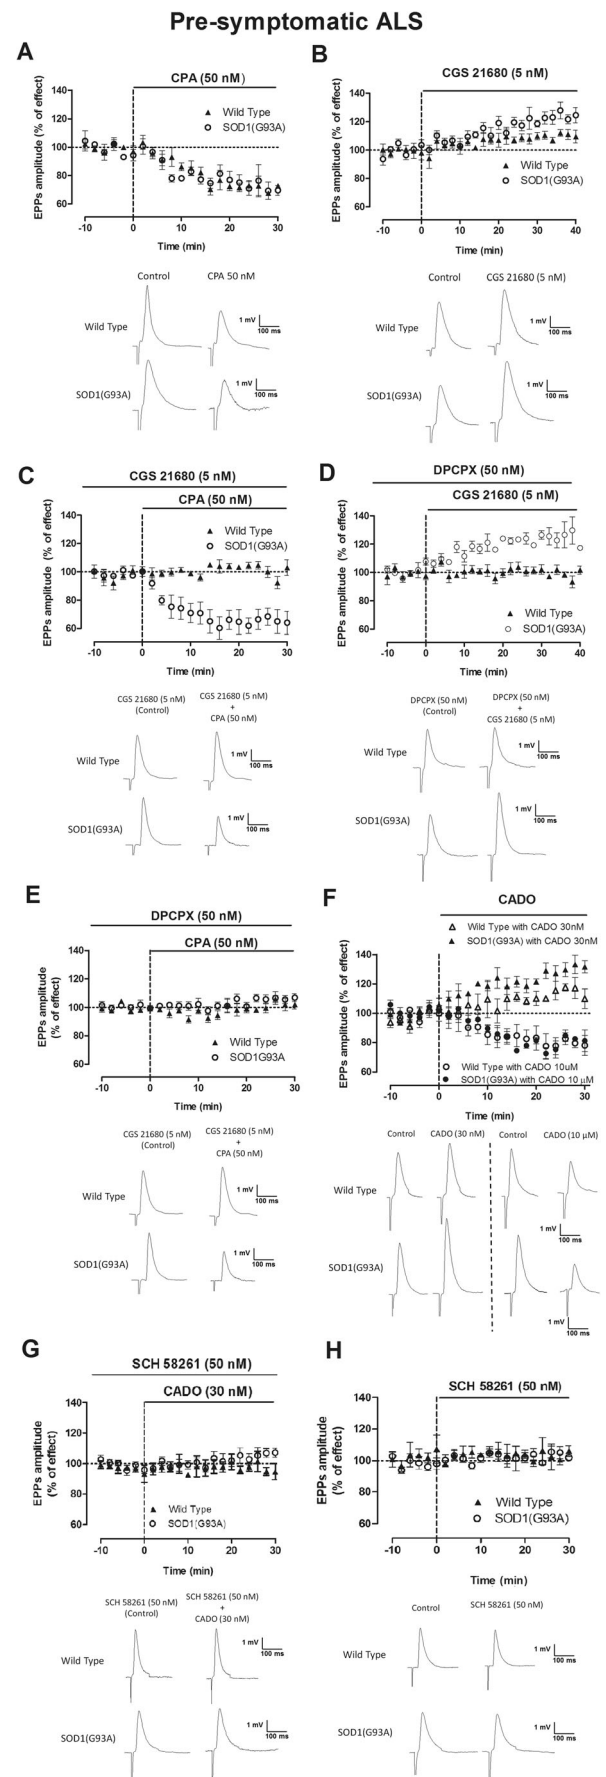 Pre-symptomatic ALS
A
CPA (50 nM)
EPPs amplitude (% of effect)
140
120
100
80
60
Wild Type
SOD1(G93A)
-10 0 10 20 30
Time (min)
Control CPA 50 nM
Wild Type
1 mV
100 ms
SOD1(G93A)
1 mV
100 ms
B
CGS 21680 (5 nM)
EPPs amplitude (% of effect)
140
120
100
80
60
Wild Type
SOD1(G93A)
-10 0 10 20 30 40
Time (min)
Control CGS 21680 (5 nM)
Wild Type
1 mV
100 ms
SOD1(G93A)
1 mV
100 ms
C
CGS 21680 (5 nM)
CPA (50 nM)
EPPs amplitude (% of effect)
140
120
100
80
60
Wild Type
SOD1(G93A)
-10 0 10 20 30
Time (min)
CGS 21680 (5 nM)
(Control)
CGS 21680 (5 nM)
+
CPA (50 nM)
Wild Type
1 mV
100 ms
SOD1(G93A)
1 mV
100 ms
D
DPCPX (50 nM)
CGS 21680 (5 nM)
EPPs amplitude (% of effect)
140
120
100
80
60
Wild Type
SOD1(G93A)
-10 0 10 20 30 40
Time (min)
DPCPX (50 nM)
(Control)
DPCPX (50 nM)
+
CGS 21680 (5 nM)
Wild Type
1 mV
100 ms
SOD1(G93A)
1 mV
100 ms
E
DPCPX (50 nM)
CPA (50 nM)
EPPs amplitude
(% of effect)
140
120
100
80
60
Wild Type
SOD1G93A
-10 0 10 20 30
Time (min)
CGS 21680 (5 nM)
(Control)
CGS 21680 (5 nM)
+
CPA (50 nM)
Wild Type
1 mV
100 ms
SOD1(G93A)
1 mV
100 ms
F
CADO
Wild Type with CADO 30nM
SOD1(G93A) with CADO 30nM
EPPs amplitude (% of effect)
140
120
100
80
60
Wild Type with CADO 10uM
SOD1(G93A) with CADO 10 μM
-10 0 10 20 30
Time (min)
Control CADO (30 nM) Control CADO (10 μM)
Wild Type
1 mV
100 ms
SOD1(G93A)
1 mV
100 ms
G
SCH 58261 (50 nM)
CADO (30 nM)
EPPs amplitude
(% of effect)
140
120
100
80
60
Wild Type
SOD1(G93A)
-10 0 10 20 30
Time (min)
SCH 58261 (50 nM)
(Control)
SCH 58261 (50 nM)
+
CADO (30 nM)
Wild Type
1 mV
100 ms
SOD1(G93A)
1 mV
100 ms
H
SCH 58261 (50 nM)
EPPs amplitude
(% of effect)
140
120
100
80
60
Wild Type
SOD1(G93A)
-10 0 10 20 30
Time (min)
Control SCH 58261 (50 nM)
Wild Type
1 mV
100 ms
SOD1(G93A)
1 mV
100 ms